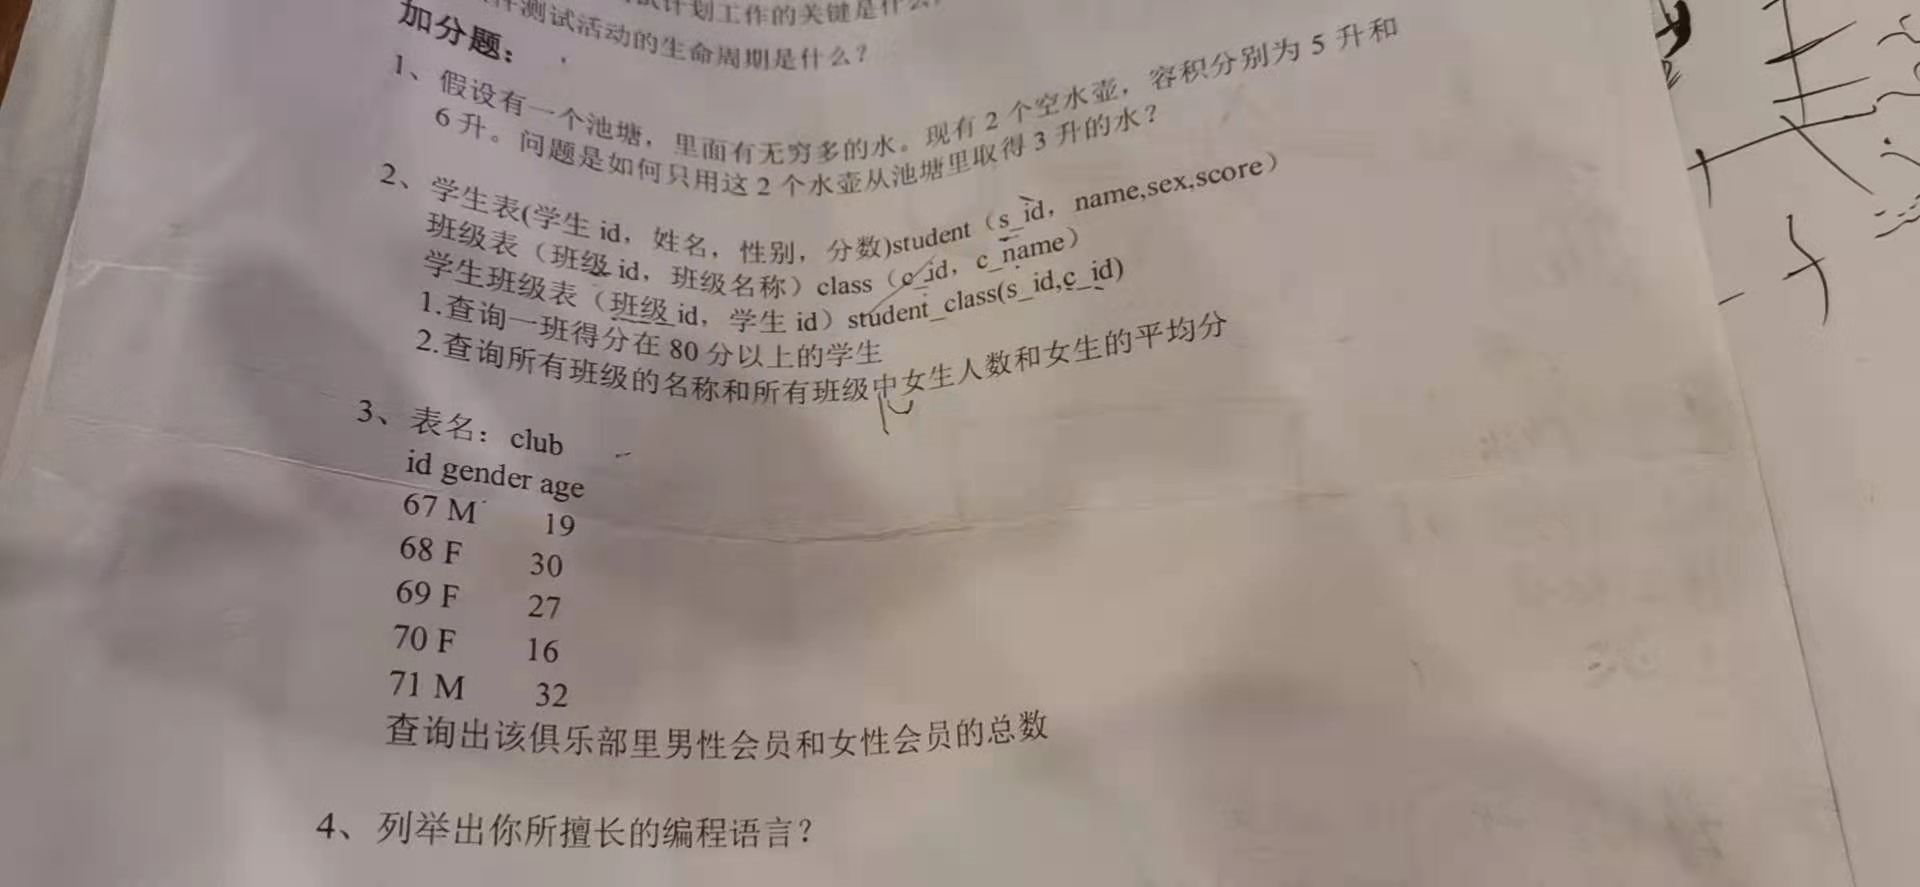 计划工作的关键是什么
测试活动的生命周期是什么？
加分题：
1、假设有一个池塘，里面有无穷多的水。现有 2 个空水壶，容积分别为 5 升和
6 升。问题是如何只用这 2 个水壶从池塘里取得 3 升的水？
2、学生表(学生 id，姓名，性别，分数)student（s_id，name,sex,score）
班级表（班级 id，班级名称）class（c_id，c_name）
学生班级表（班级 id，学生 id）student_class(s_id,c_id)
1.查询一班得分在 80 分以上的学生
2.查询所有班级的名称和所有班级中女生人数和女生的平均分
3、表名：club
id gender age
67 M 19
68 F 30
69 F 27
70 F 16
71 M 32
查询出该俱乐部里男性会员和女性会员的总数
4、列举出你所擅长的编程语言？